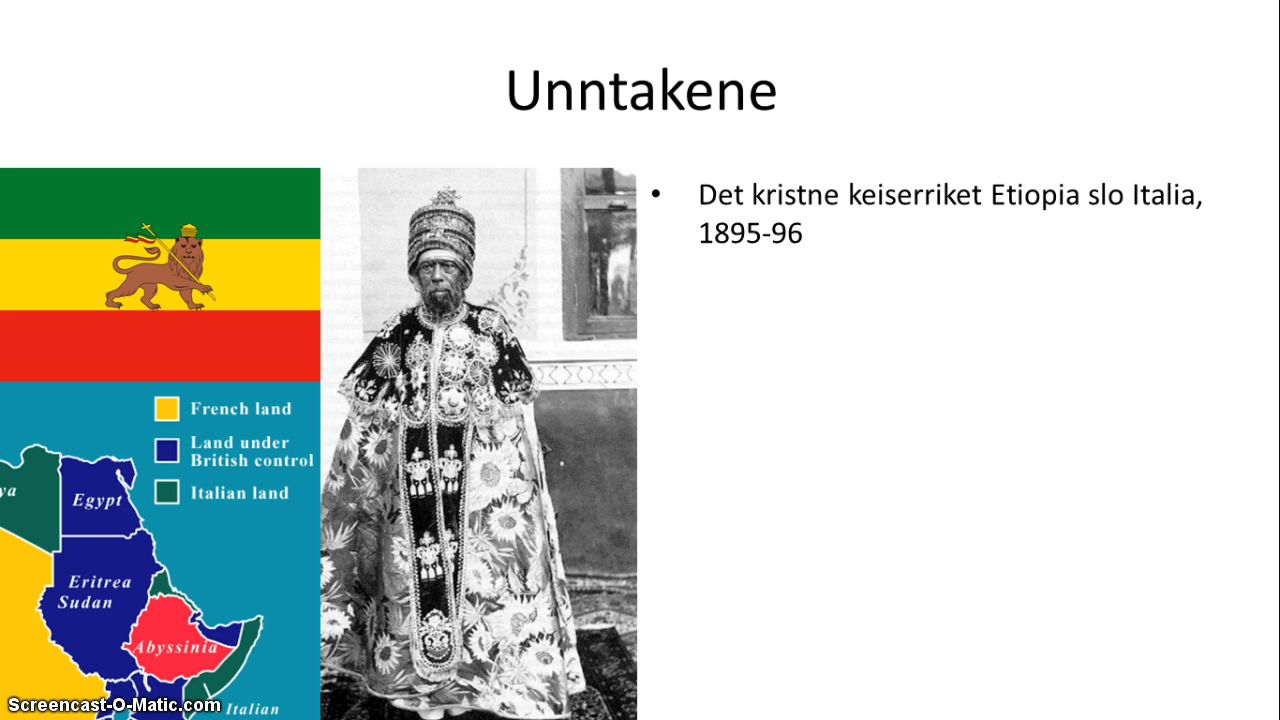 Unntakene
• Det kristne keiserriket Etiopia slo Italia,
1895-96
French land
Land under
British control
Italian land
ya
Egypt
Eritrea
Sudan
Abyssinia
Italian
Screencast-O-Matic.com